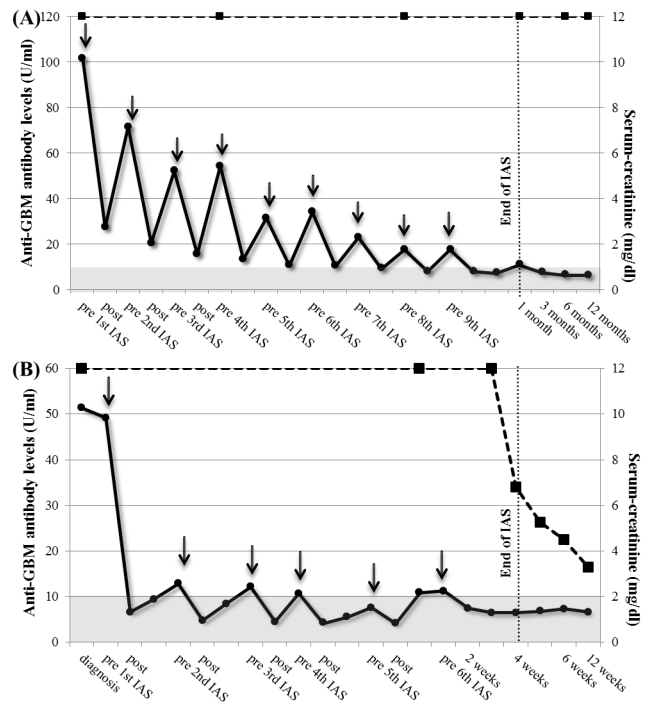 (A)
Anti-GBM antibody levels (U/ml)
120
100
80
60
40
20
0
12
10
8
6
4
2
0
Serum-creatinine (mg/dl)
End of IAS
pre 1st IAS
post
pre 2nd IAS
post
pre 3rd IAS
post
pre 4th IAS
pre 5th IAS
pre 6th IAS
pre 7th IAS
pre 8th IAS
pre 9th IAS
1 month
3 months
6 months
12 months
(B)
Anti-GBM antibody levels (U/ml)
60
50
40
30
20
10
0
12
10
8
6
4
2
0
Serum-creatinine (mg/dl)
End of IAS
diagnosis
pre 1st IAS
post
pre 2nd IAS
post
pre 3rd IAS
post
pre 4th IAS
post
pre 5th IAS
post
pre 6th IAS
2 weeks
4 weeks
6 weeks
12 weeks